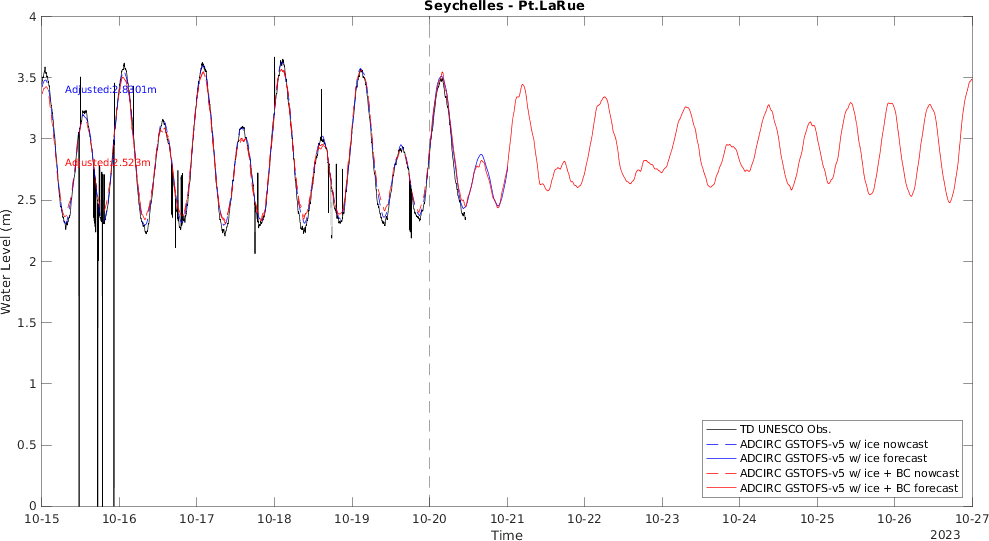 Seychelles - Pt.LaRue
4
3.5
3
2.5
2
1.5
1
0.5
0
Water Level (m)
Adjusted:2.8301m
Adjusted:2.523m
TD UNESCO Obs.
ADCIRC GSTOFS-v5 w/ ice nowcast
ADCIRC GSTOFS-v5 w/ ice forecast
ADCIRC GSTOFS-v5 w/ ice + BC nowcast
ADCIRC GSTOFS-v5 w/ ice + BC forecast
10-15 10-16 10-17 10-18 10-19 10-20 10-21 10-22 10-23 10-24 10-25 10-26 10-27
Time
2023